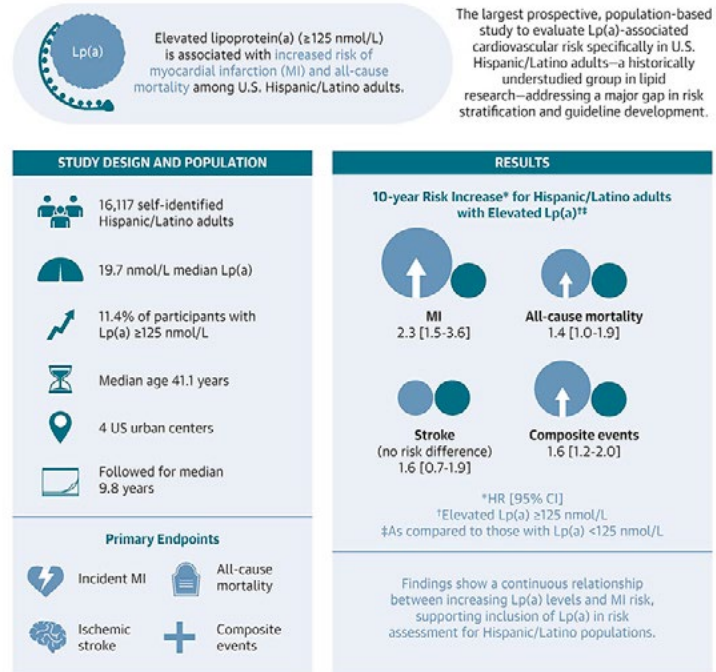 Lp(a)
Elevated lipoprotein(a) (≥125 nmol/L)
is associated with increased risk of
myocardial infarction (MI) and all-cause
mortality among U.S. Hispanic/Latino adults.
The largest prospective, population-based
study to evaluate Lp(a)-associated
cardiovascular risk specifically in U.S.
Hispanic/Latino adults—a historically
understudied group in lipid
research—addressing a major gap in risk
stratification and guideline development.
STUDY DESIGN AND POPULATION
16,117 self-identified
Hispanic/Latino adults
19.7 nmol/L median Lp(a)
11.4% of participants with
Lp(a) ≥125 nmol/L
Median age 41.1 years
4 US urban centers
Followed for median
9.8 years
Primary Endpoints
Incident MI
All-cause
mortality
Ischemic
stroke
Composite
events
RESULTS
10-year Risk Increase* for Hispanic/Latino adults
with Elevated Lp(a)†‡
MI
2.3 [1.5-3.6]
All-cause mortality
1.4 [1.0-1.9]
Stroke
(no risk difference)
1.6 [0.7-1.9]
Composite events
1.6 [1.2-2.0]
*HR [95% CI]
†Elevated Lp(a) ≥125 nmol/L
‡As compared to those with Lp(a) <125 nmol/L
Findings show a continuous relationship
between increasing Lp(a) levels and MI risk,
supporting inclusion of Lp(a) in risk
assessment for Hispanic/Latino populations.